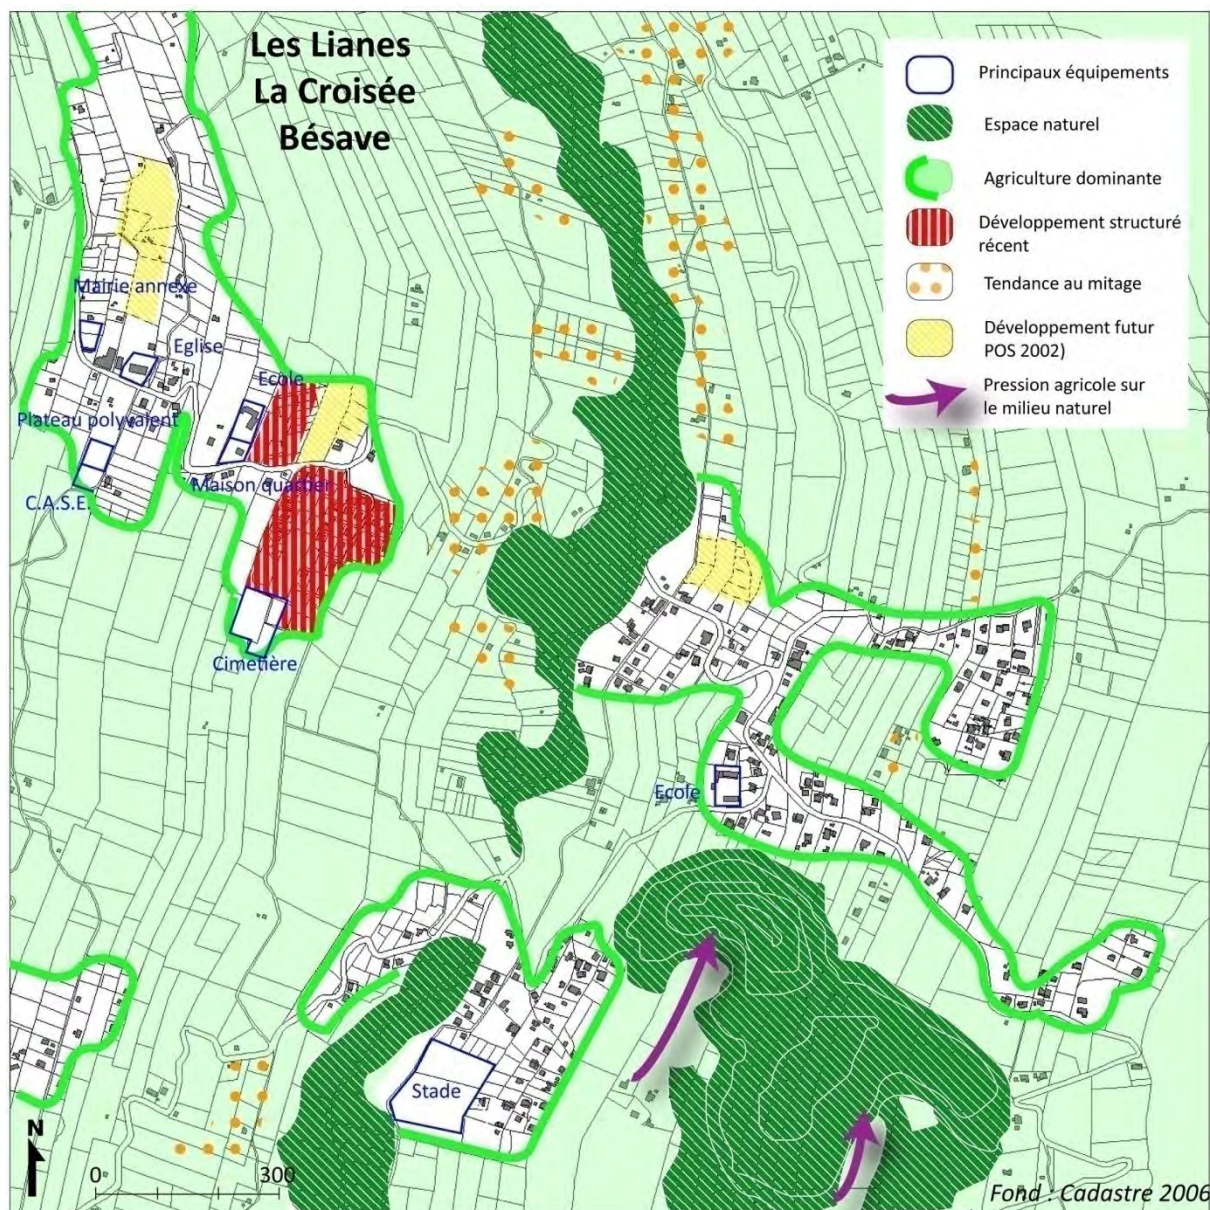 Les Lianes
La Croisée
Bésave
Principaux équipements
Espace naturel
Agriculture dominante
Développement structuré
récent
Tendance au mitage
Développement futur
POS 2002)
Pression agricole sur
le milieu naturel
Mairie annexe
Eglise
Ecole
Plateau polyvalent
Maison quartier
C.A.S.E.
Cimetière
Ecole
Stade
N
0 300
Fond : Cadastre 2006